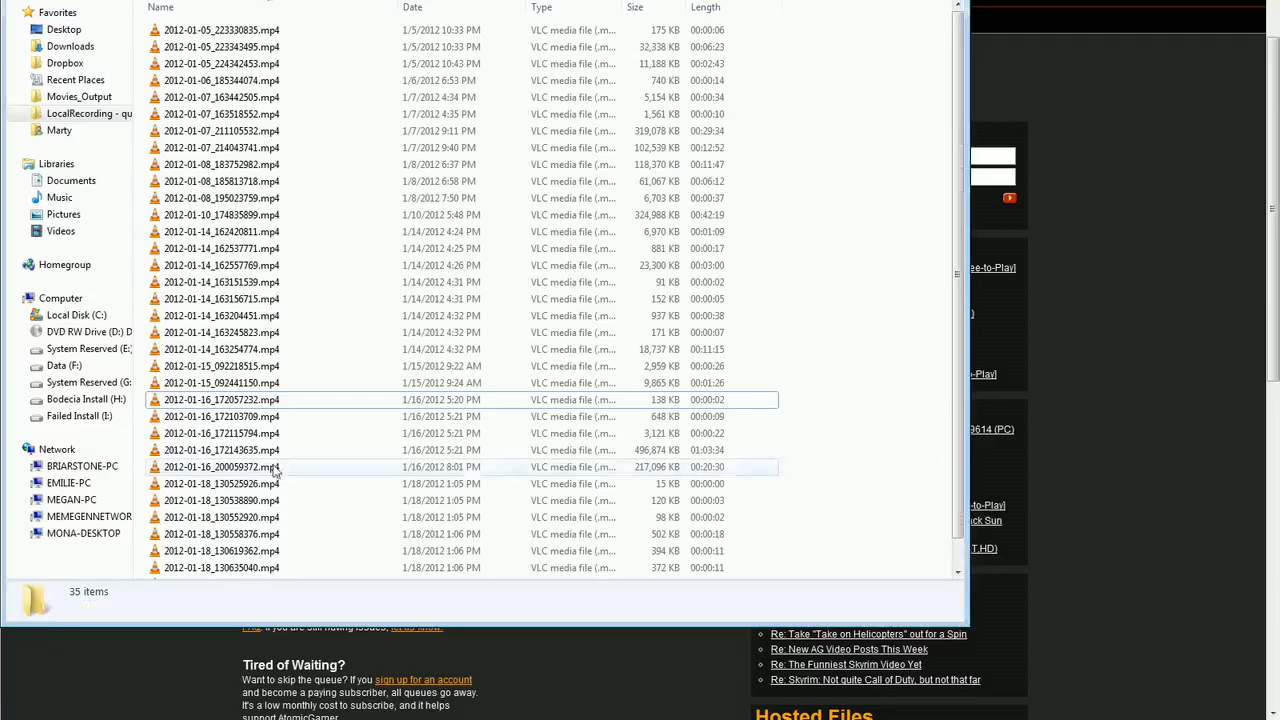 Favorites
Desktop
Downloads
Dropbox
Recent Places
Movies_Output
LocalRecording - qu
Marty
Libraries
Documents
Music
Pictures
Videos
Homegroup
Computer
Local Disk (C:)
DVD RW Drive (D:) D
System Reserved (E:
Data (F:)
System Reserved (G:
Bodecia Install (H:)
Failed Install (I:)
Network
BRIARSTONE-PC
EMILIE-PC
MEGAN-PC
MEMEGENNETWOR
MONA-DESKTOP
Name Date Type Size Length
2012-01-05_223330835.mp4 1/5/2012 10:33 PM VLC media file (.m... 175 KB 00:00:06
2012-01-05_223343495.mp4 1/5/2012 10:33 PM VLC media file (.m... 32,338 KB 00:06:23
2012-01-05_224342453.mp4 1/5/2012 10:43 PM VLC media file (.m... 11,188 KB 00:02:43
2012-01-06_185344074.mp4 1/6/2012 6:53 PM VLC media file (.m... 740 KB 00:00:14
2012-01-07_163442505.mp4 1/7/2012 4:34 PM VLC media file (.m... 5,154 KB 00:00:34
2012-01-07_163518552.mp4 1/7/2012 4:35 PM VLC media file (.m... 1,561 KB 00:00:10
2012-01-07_211105532.mp4 1/7/2012 9:11 PM VLC media file (.m... 319,078 KB 00:29:34
2012-01-07_214043741.mp4 1/7/2012 9:40 PM VLC media file (.m... 102,539 KB 00:12:52
2012-01-08_183752982.mp4 1/8/2012 6:37 PM VLC media file (.m... 118,370 KB 00:11:47
2012-01-08_185813718.mp4 1/8/2012 6:58 PM VLC media file (.m... 61,067 KB 00:06:12
2012-01-08_195023759.mp4 1/8/2012 7:50 PM VLC media file (.m... 6,703 KB 00:00:37
2012-01-10_174835899.mp4 1/10/2012 5:48 PM VLC media file (.m... 324,988 KB 00:42:19
2012-01-14_162420811.mp4 1/14/2012 4:24 PM VLC media file (.m... 6,970 KB 00:01:09
2012-01-14_162537771.mp4 1/14/2012 4:25 PM VLC media file (.m... 881 KB 00:00:17
2012-01-14_162557769.mp4 1/14/2012 4:26 PM VLC media file (.m... 23,300 KB 00:03:00
2012-01-14_163151539.mp4 1/14/2012 4:31 PM VLC media file (.m... 91 KB 00:00:02
2012-01-14_163156715.mp4 1/14/2012 4:31 PM VLC media file (.m... 152 KB 00:00:05
2012-01-14_163204451.mp4 1/14/2012 4:32 PM VLC media file (.m... 937 KB 00:00:38
2012-01-14_163245823.mp4 1/14/2012 4:32 PM VLC media file (.m... 171 KB 00:00:07
2012-01-14_163254774.mp4 1/14/2012 4:32 PM VLC media file (.m... 18,737 KB 00:11:15
2012-01-15_092218515.mp4 1/15/2012 9:22 AM VLC media file (.m... 2,959 KB 00:00:26
2012-01-15_092441150.mp4 1/15/2012 9:24 AM VLC media file (.m... 9,865 KB 00:01:26
2012-01-16_172057232.mp4 1/16/2012 5:20 PM VLC media file (.m... 138 KB 00:00:02
2012-01-16_172103709.mp4 1/16/2012 5:21 PM VLC media file (.m... 648 KB 00:00:09
2012-01-16_172115794.mp4 1/16/2012 5:21 PM VLC media file (.m... 3,121 KB 00:00:22
2012-01-16_172143635.mp4 1/16/2012 5:21 PM VLC media file (.m... 496,874 KB 01:03:34
2012-01-16_200059372.mp4 1/16/2012 8:01 PM VLC media file (.m... 217,096 KB 00:20:30
2012-01-18_130525926.mp4 1/18/2012 1:05 PM VLC media file (.m... 15 KB 00:00:00
2012-01-18_130538890.mp4 1/18/2012 1:05 PM VLC media file (.m... 120 KB 00:00:03
2012-01-18_130552920.mp4 1/18/2012 1:05 PM VLC media file (.m... 98 KB 00:00:02
2012-01-18_130558376.mp4 1/18/2012 1:06 PM VLC media file (.m... 502 KB 00:00:18
2012-01-18_130619362.mp4 1/18/2012 1:06 PM VLC media file (.m... 394 KB 00:00:11
2012-01-18_130635040.mp4 1/18/2012 1:06 PM VLC media file (.m... 372 KB 00:00:11
35 items
ee-to-Play]
)
-Play]
9614 (PC)
-to-Play]
ack Sun
IT,HD)
FAQ. If you are still having issues, let us know.
Tired of Waiting?
Want to skip the queue? If you sign up for an account
and become a paying subscriber, all queues go away.
It's a low monthly cost to subscribe, and it helps
support AtomicGamer.
Re: Take "Take on Helicopters" out for a Spin
Re: New AG Video Posts This Week
Re: The Funniest Skyrim Video Yet
Re: Skyrim: Not quite Call of Duty, but not that far
Hosted Files